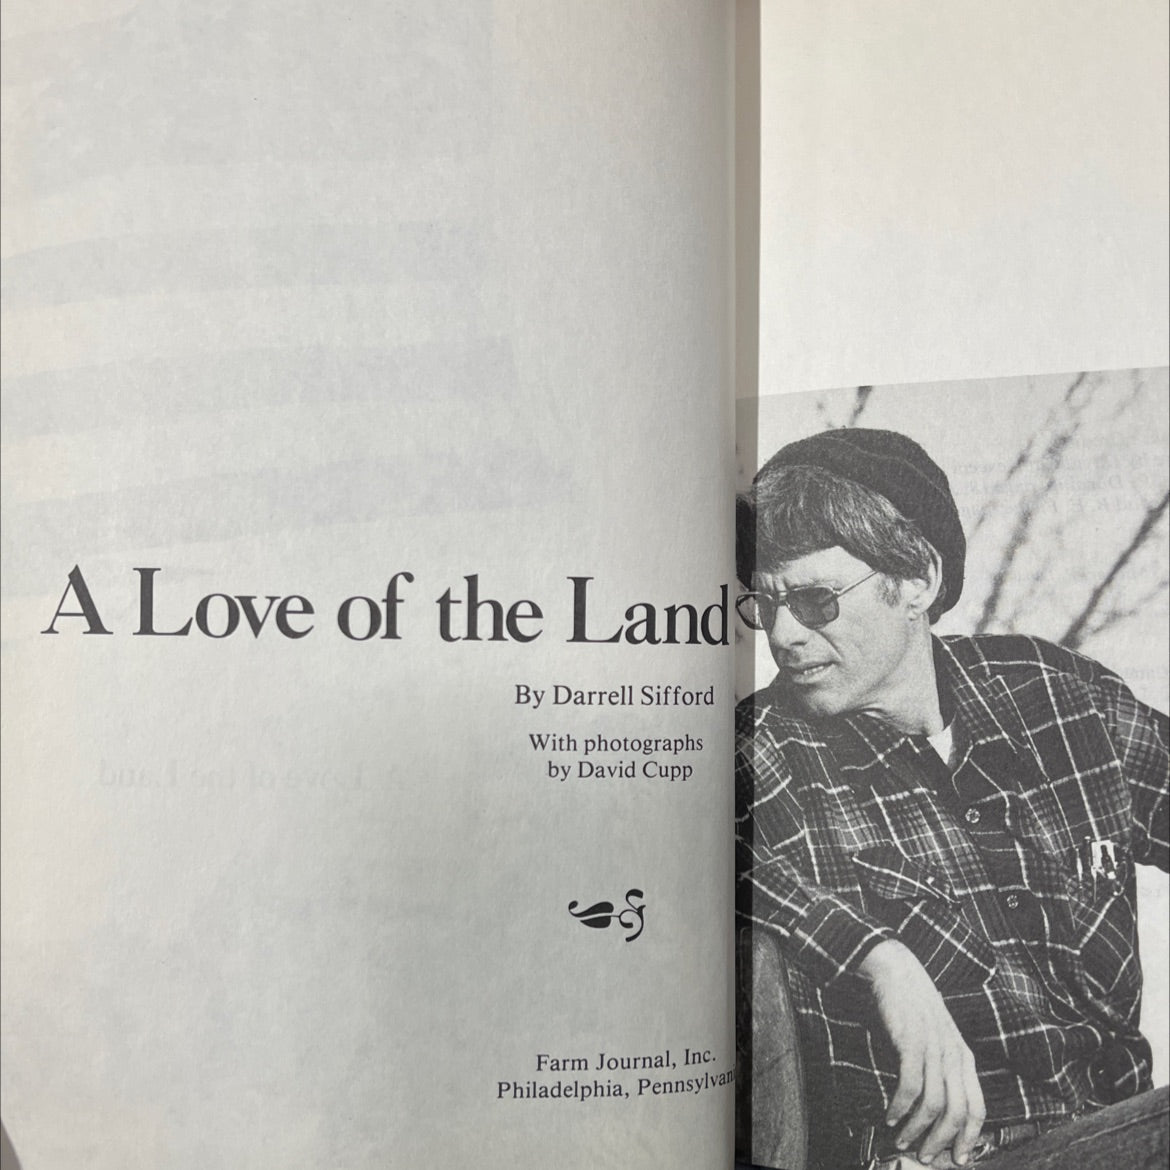 A Love of the Land
By Darrell Sifford
With photographs
by David Cupp
Farm Journal, Inc.
Philadelphia, Pennsylvan